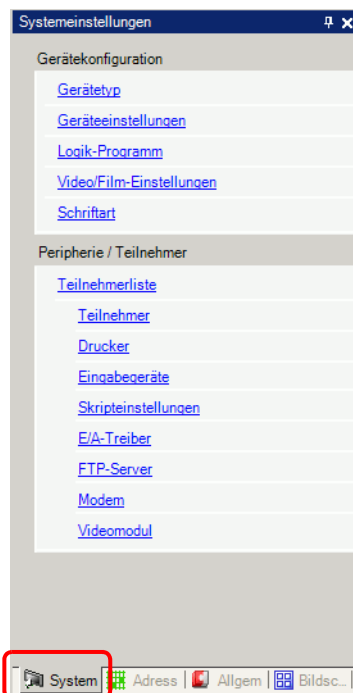 Systemeinstellungen
Gerätekonfiguration
Gerätetyp
Geräteeinstellungen
Logik-Programm
Video/Film-Einstellungen
Schriftart
Peripherie / Teilnehmer
Teilnehmerliste
Teilnehmer
Drucker
Eingabegeräte
Skripteinstellungen
E/A-Treiber
FTP-Server
Modem
Videomodul
System Adress Allgem Bildsc...